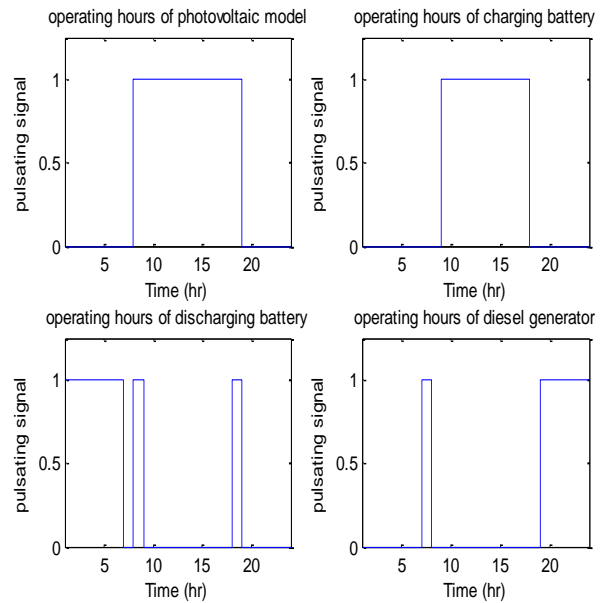 operating hours of photovoltaic model
1
0.5
0
pulsating signal
5 10 15 20
Time (hr)
operating hours of charging battery
1
0.5
0
pulsating signal
5 10 15 20
Time (hr)
operating hours of discharging battery
1
0.5
0
pulsating signal
5 10 15 20
Time (hr)
operating hours of diesel generator
1
0.5
0
pulsating signal
5 10 15 20
Time (hr)